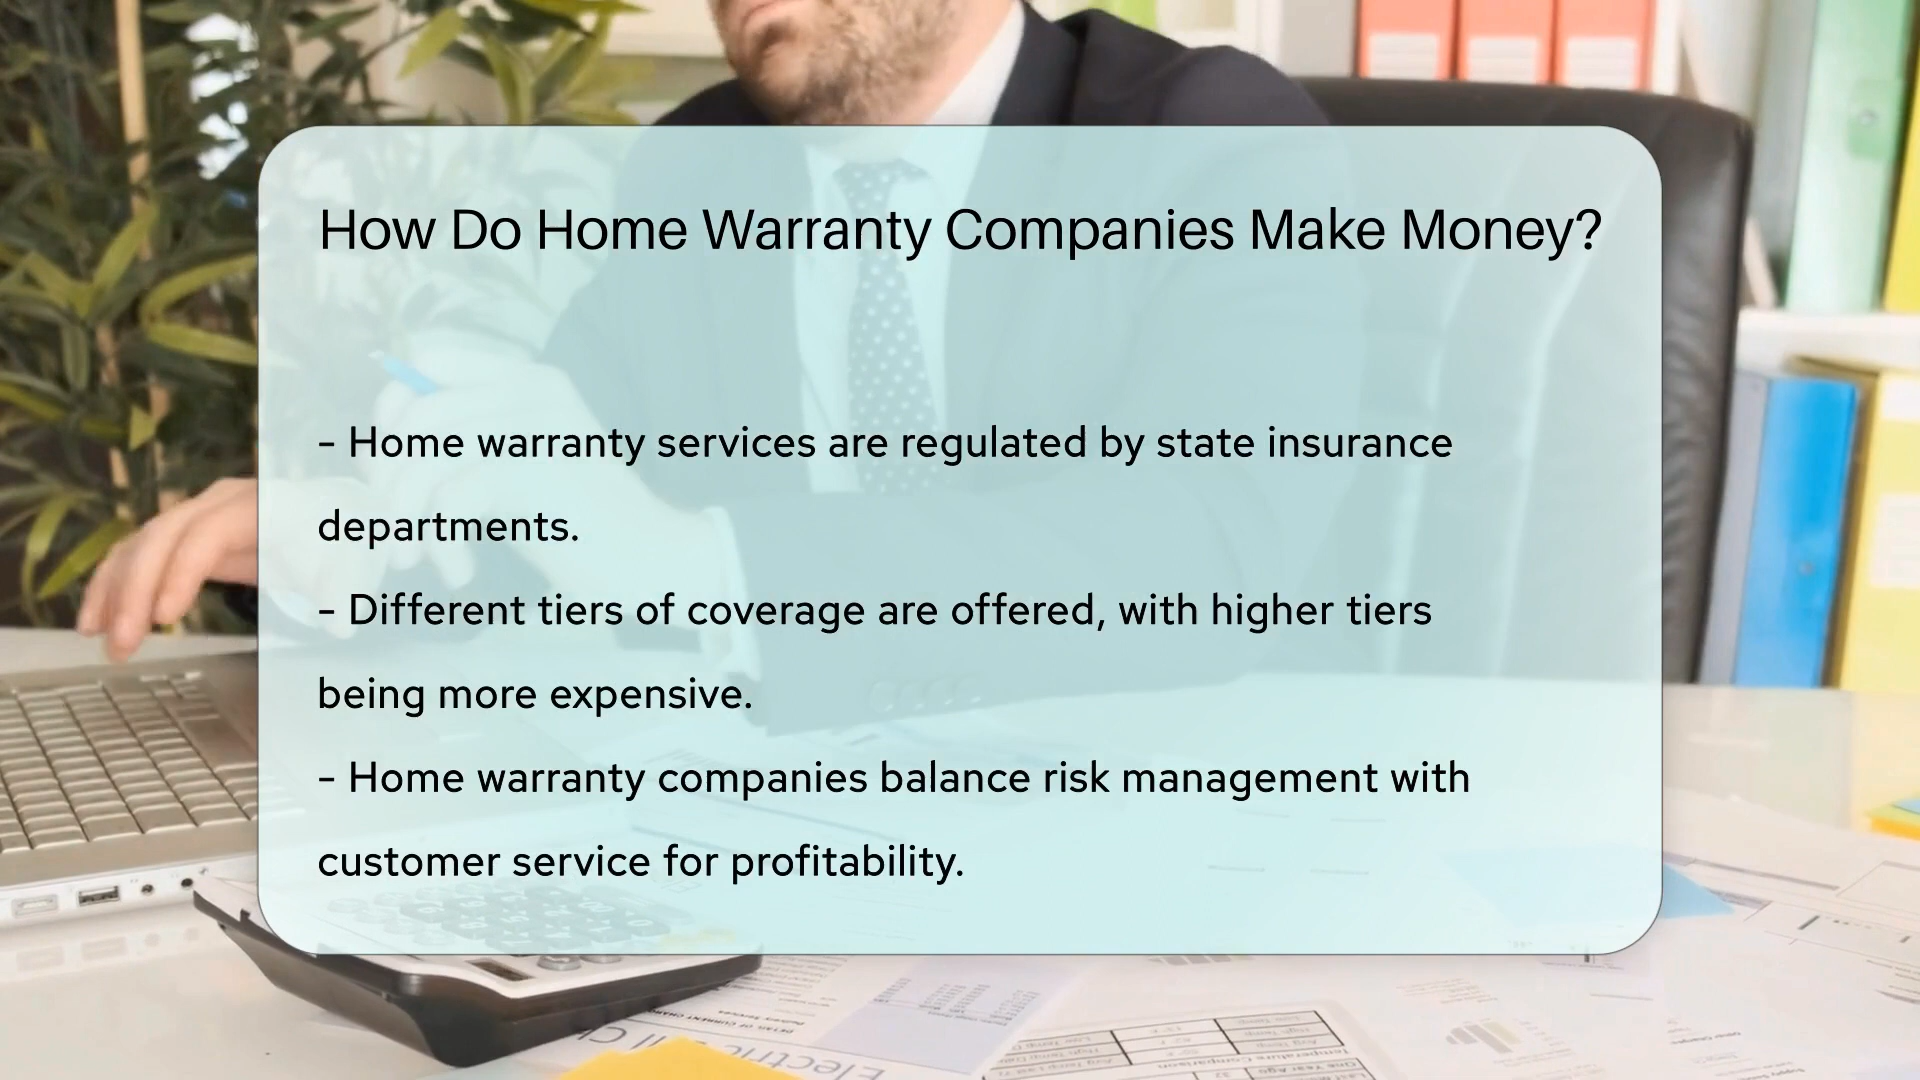 How Do Home Warranty Companies Make Money?
- Home warranty services are regulated by state insurance
departments.
- Different tiers of coverage are offered, with higher tiers
being more expensive.
- Home warranty companies balance risk management with
customer service for profitability.